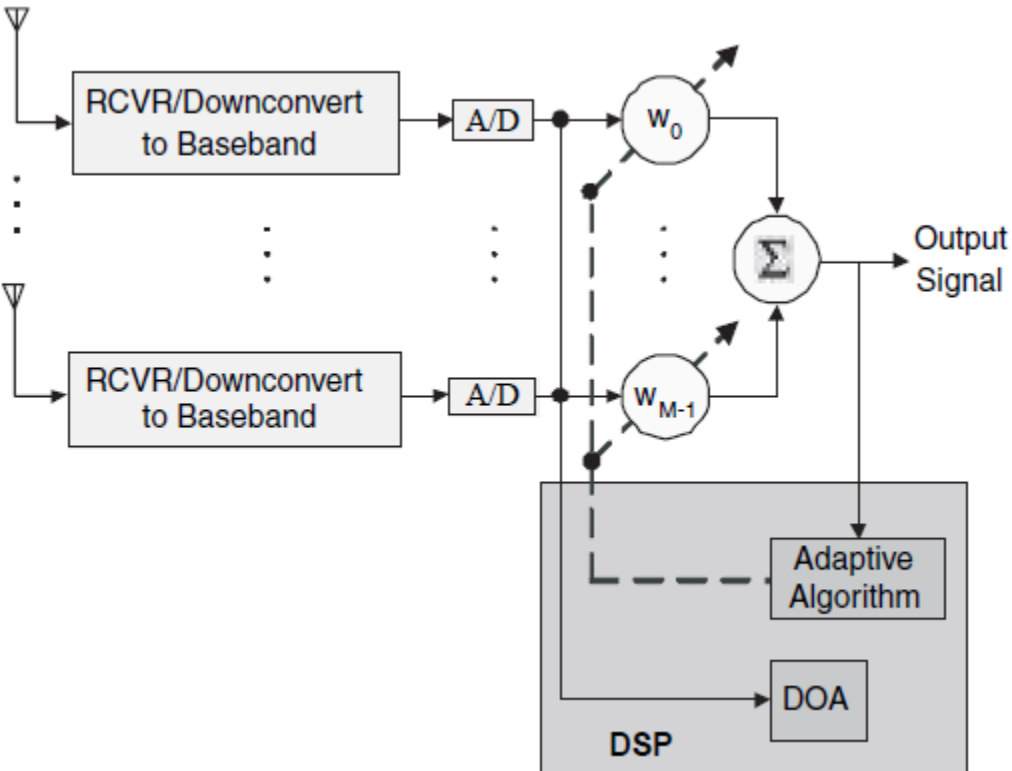 RCVR/Downconvert
to Baseband
A/D
w0
Σ
Output
Signal
RCVR/Downconvert
to Baseband
A/D
wM-1
Adaptive
Algorithm
DOA
DSP